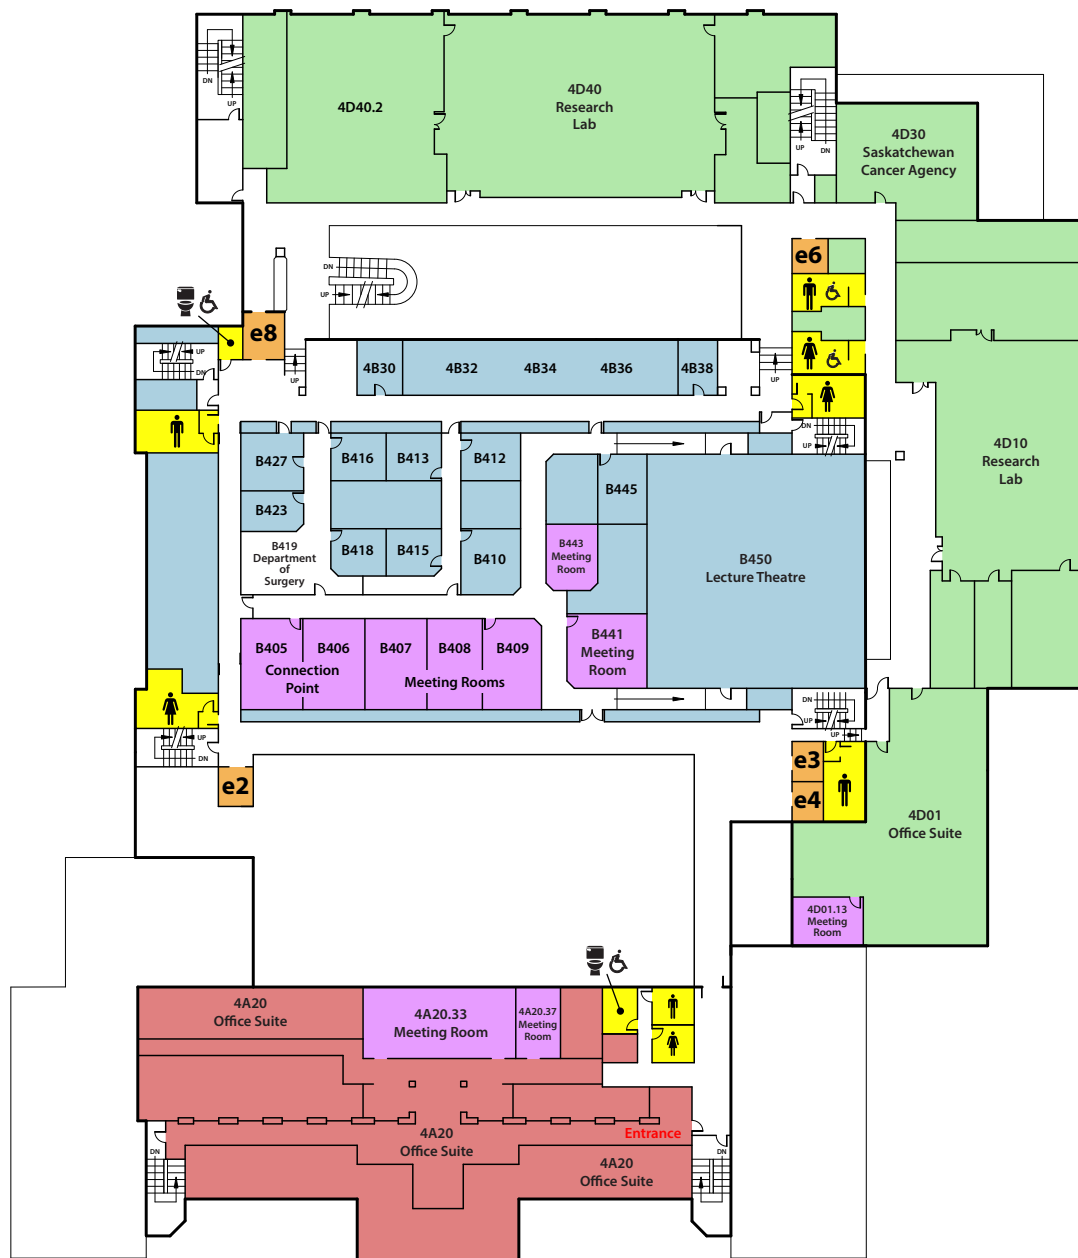 DN
UP
4D40.2
4D40
Research
Lab
UP
DN
4D30
Saskatchewan
Cancer Agency
DN
UP
e6
e8
UP
DN
UP
4B30
4B32
4B34
4B36
4B38
UP
DN
UP
B427
B416
B413
B412
B445
4D10
Research
Lab
B423
B419
Department
of
Surgery
B418
B415
B410
B443
Meeting
Room
B450
Lecture Theatre
B405
B406
B407
B408
B409
Connection
Point
Meeting Rooms
B441
Meeting
Room
UP
DN
DN
UP
UP
e2
e3
e4
4D01
Office Suite
4D01.13
Meeting
Room
4A20
Office Suite
4A20.33
Meeting Room
4A20.37
Meeting
Room
4A20
Office Suite
Entrance
4A20
Office Suite
DN
DN